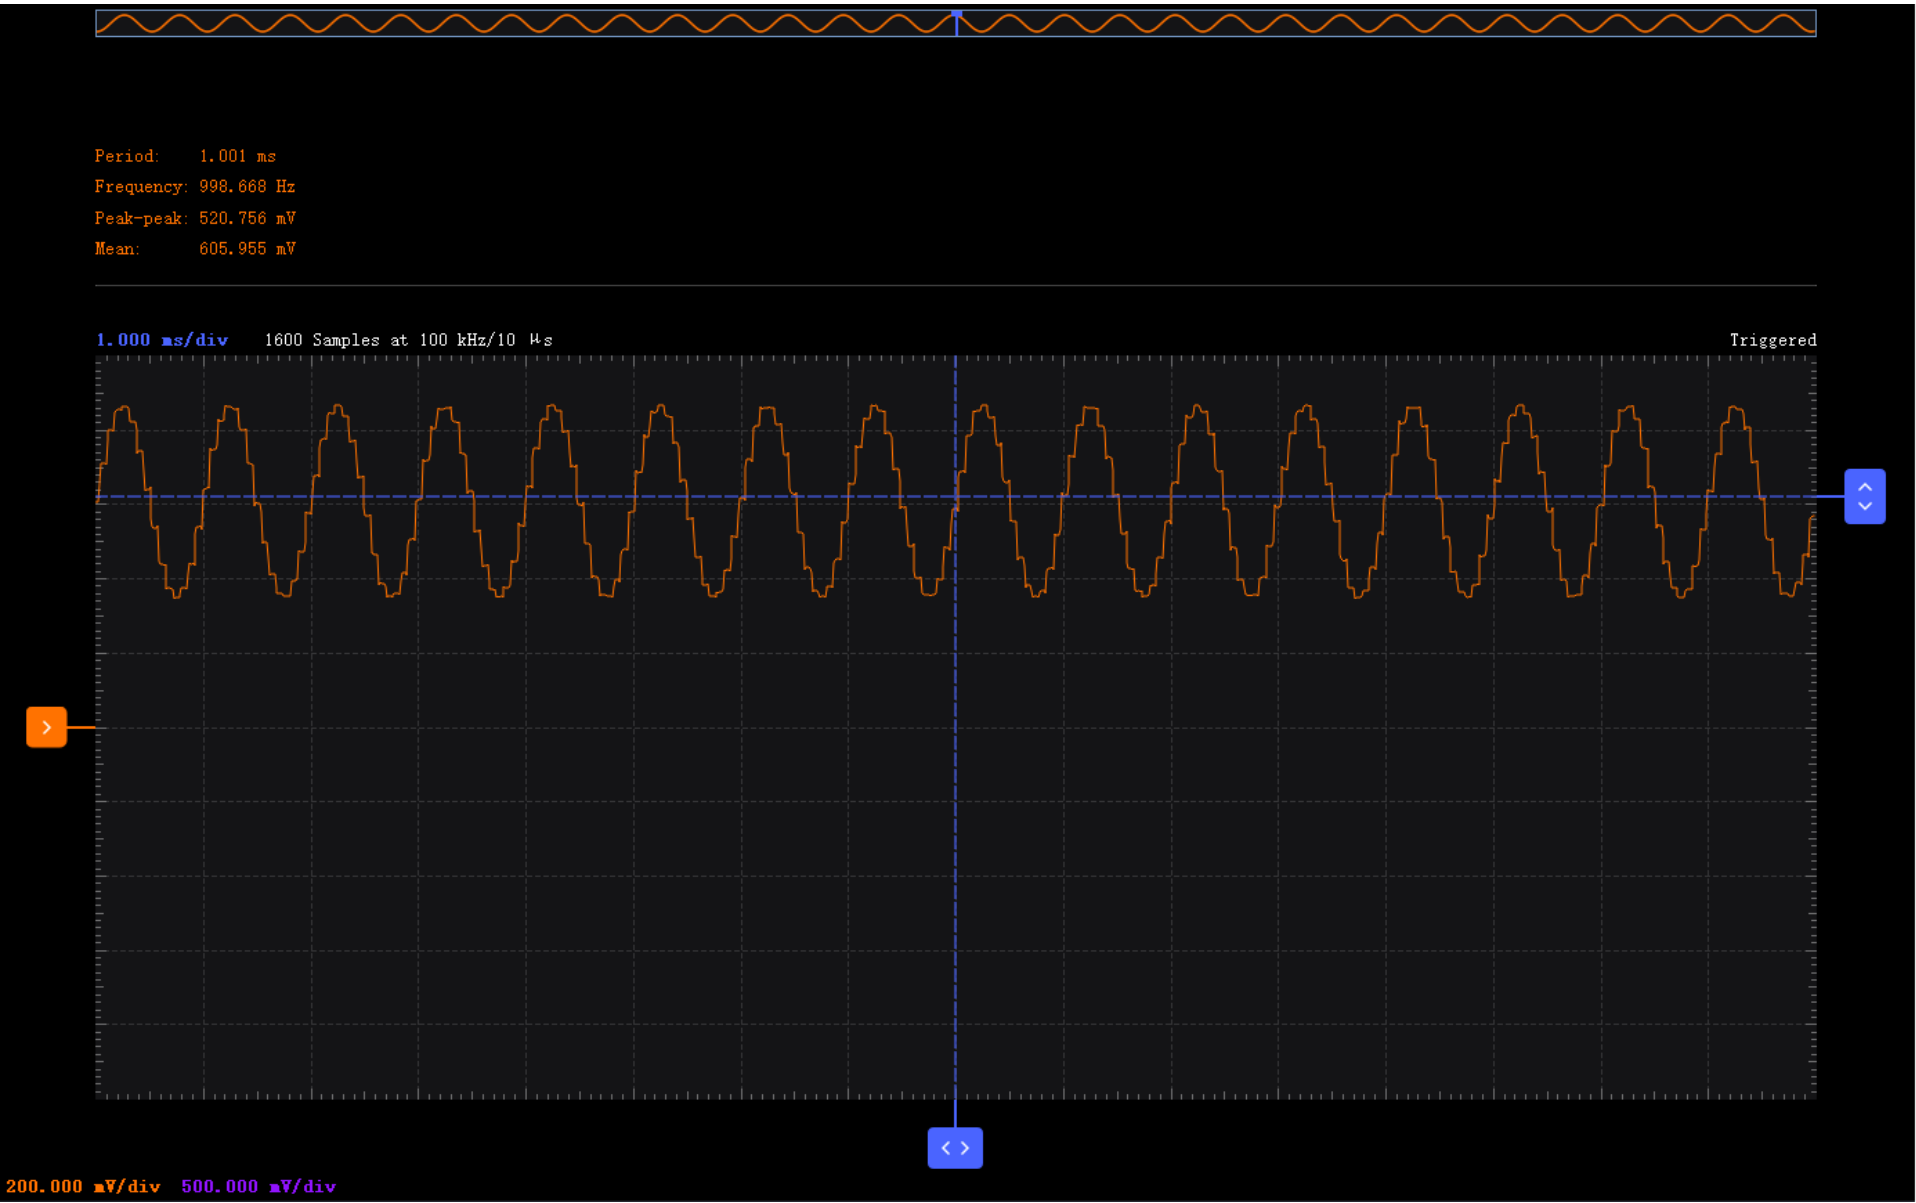 Period: 1.001 ms
Frequency: 998.668 Hz
Peak-peak: 520.756 mV
Mean: 605.955 mV
1.000 ms/div 1600 Samples at 100 kHz/10 μs Triggered
200.000 mV/div 500.000 mV/div